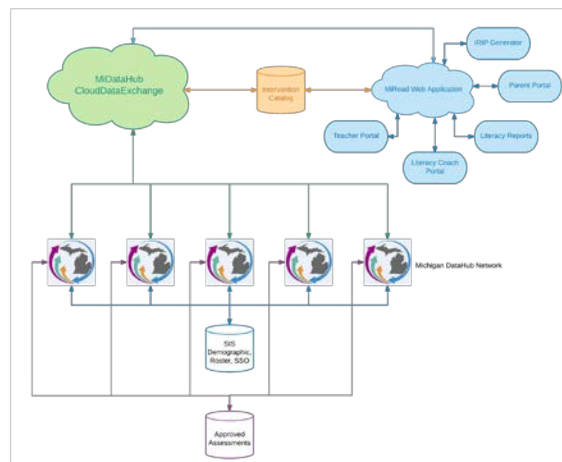 IRIP Generator
MiDataHub
CloudDataExchange
Intervention
Catalog
MiRead Web Application
Parent Portal
Teacher Portal
Literacy Reports
Literacy Coach
Portal
Michigan DataHub Network
SIS
Demographic,
Roster, SSO
Approved
Assessments